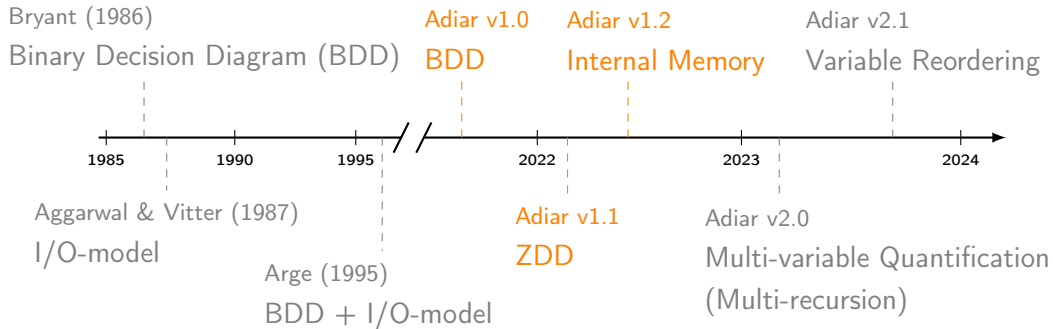 Bryant (1986)
Binary Decision Diagram (BDD)
Adiar v1.0
BDD
Adiar v1.2
Internal Memory
Adiar v2.1
Variable Reordering
1985
1990
1995
2022
2023
2024
Aggarwal & Vitter (1987)
I/O-model
Arge (1995)
BDD + I/O-model
Adiar v1.1
ZDD
Adiar v2.0
Multi-variable Quantification
(Multi-recursion)